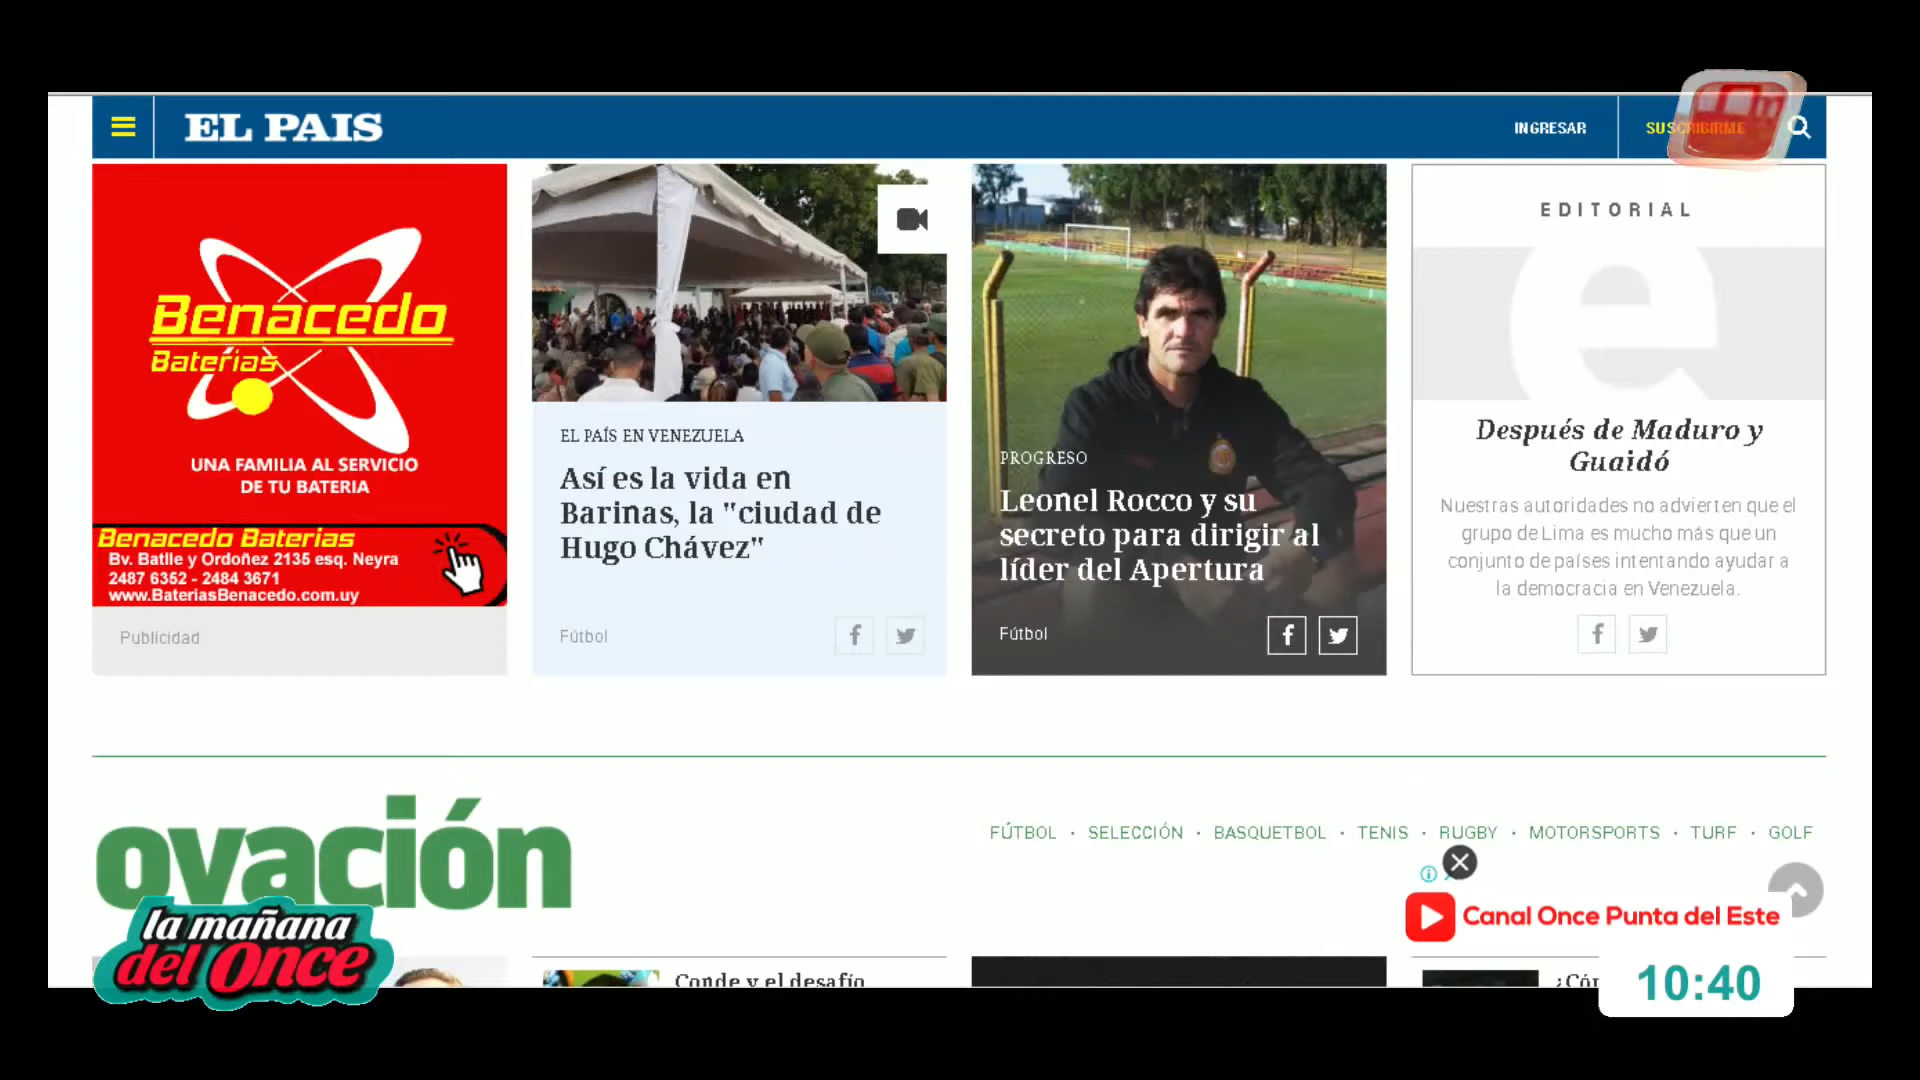 EL PAIS
INGRESAR
SUSCRIBIRME
Benacedo
Baterías
UNA FAMILIA AL SERVICIO
DE TU BATERIA
Benacedo Baterias
Bv. Batlle y Ordoñez 2135 esq. Neyra
2487 6352 - 2484 3671
www.BateriasBenacedo.com.uy
Publicidad
EL PAÍS EN VENEZUELA
Así es la vida en
Barinas, la "ciudad de
Hugo Chávez"
Fútbol
PROGRESO
Leonel Rocco y su
secreto para dirigir al
líder del Apertura
Fútbol
EDITORIAL
e
Después de Maduro y
Guaidó
Nuestras autoridades no advierten que el
grupo de Lima es mucho más que un
conjunto de países intentando ayudar a
la democracia en Venezuela.
ovación
FÚTBOL · SELECCIÓN · BASQUETBOL · TENIS · RUGBY · MOTORSPORTS · TURF · GOLF
Canal Once Punta del Este
la mañana
del Once
Conde y el desafío
10:40